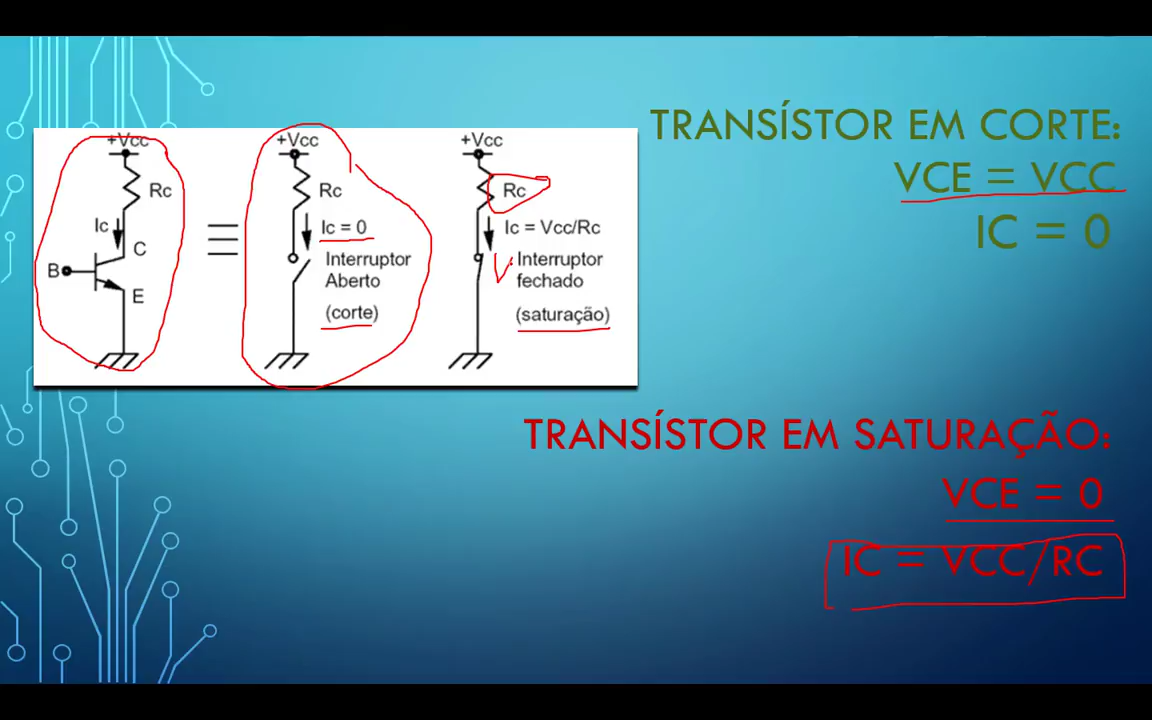 +Vcc
Rc
Ic
C
B
E
+Vcc
Rc
Ic = 0
Interruptor
Aberto
(corte)
+Vcc
Rc
Ic = Vcc/Rc
Interruptor
fechado
(saturação)
TRANSÍSTOR EM CORTE:
VCE = VCC
IC = 0
TRANSÍSTOR EM SATURAÇÃO:
VCE = 0
IC = VCC/RC